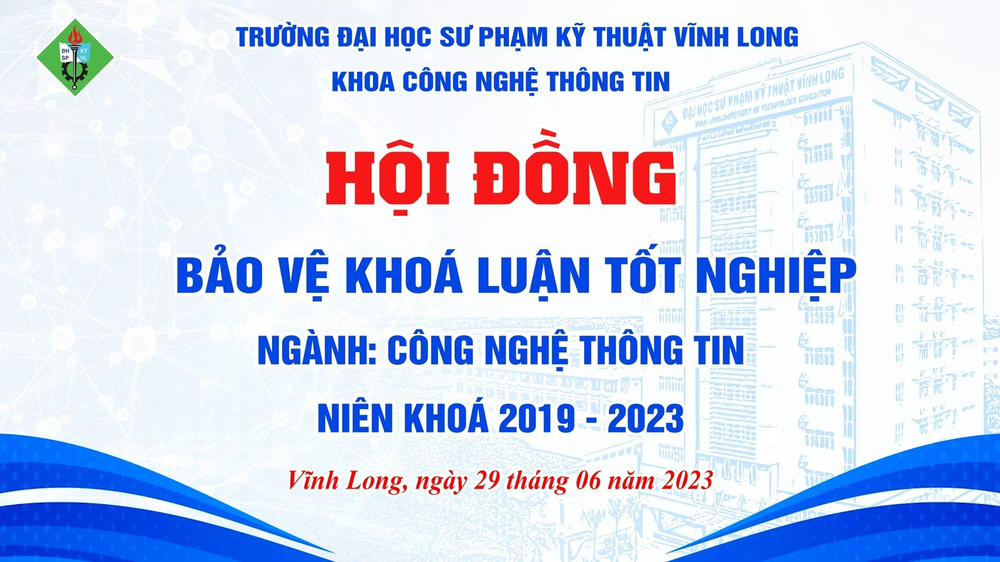 ĐH KT
SP VL
TRƯỜNG ĐẠI HỌC SƯ PHẠM KỸ THUẬT VĨNH LONG
KHOA CÔNG NGHỆ THÔNG TIN
ĐẠI HỌC SƯ PHẠM KỸ THUẬT VĨNH LONG
VINH LONG UNIVERSITY OF TECHNOLOGY EDUCATION
HỘI ĐỒNG
BẢO VỆ KHOÁ LUẬN TỐT NGHIỆP
NGÀNH: CÔNG NGHỆ THÔNG TIN
NIÊN KHOÁ 2019 - 2023
Vĩnh Long, ngày 29 tháng 06 năm 2023